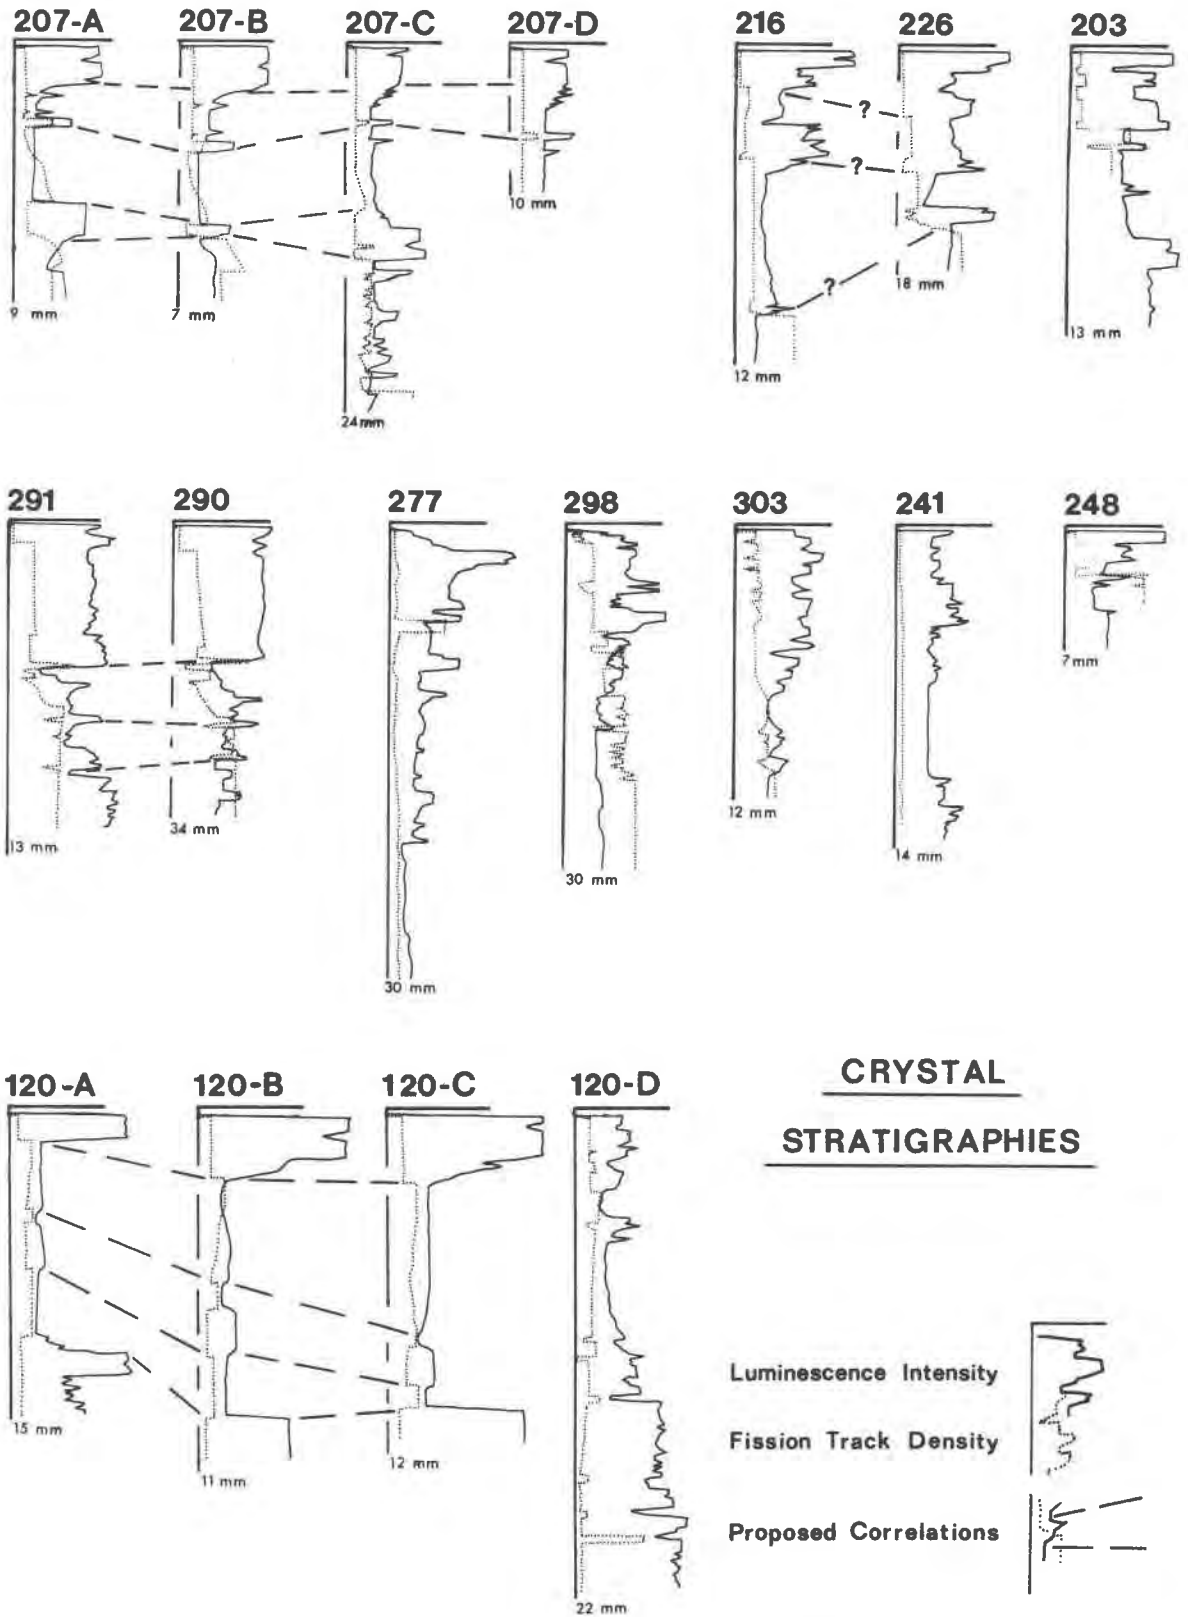 207-A 207-B 207-C 207-D 216 226 203
?
?
10 mm
18 mm
?
9 mm 7 mm 13 mm
12 mm
24 mm
291 290 277 298 303 241 248
7 mm
12 mm
34 mm
13 mm 14 mm
30 mm
30 mm
120-A 120-B 120-C 120-D
CRYSTAL
STRATIGRAPHIES
Luminescence Intensity
15 mm
Fission Track Density
12 mm
11 mm
Proposed Correlations
22 mm